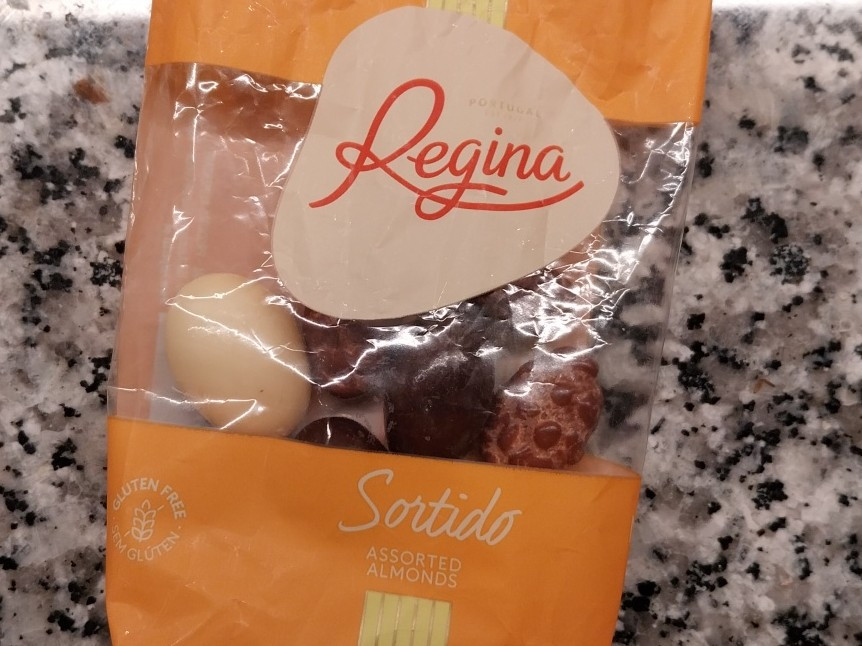 PORTUGAL
Regina
GLUTEN FREE
SEM GLÚTEN
Sortido
ASSORTED
ALMONDS